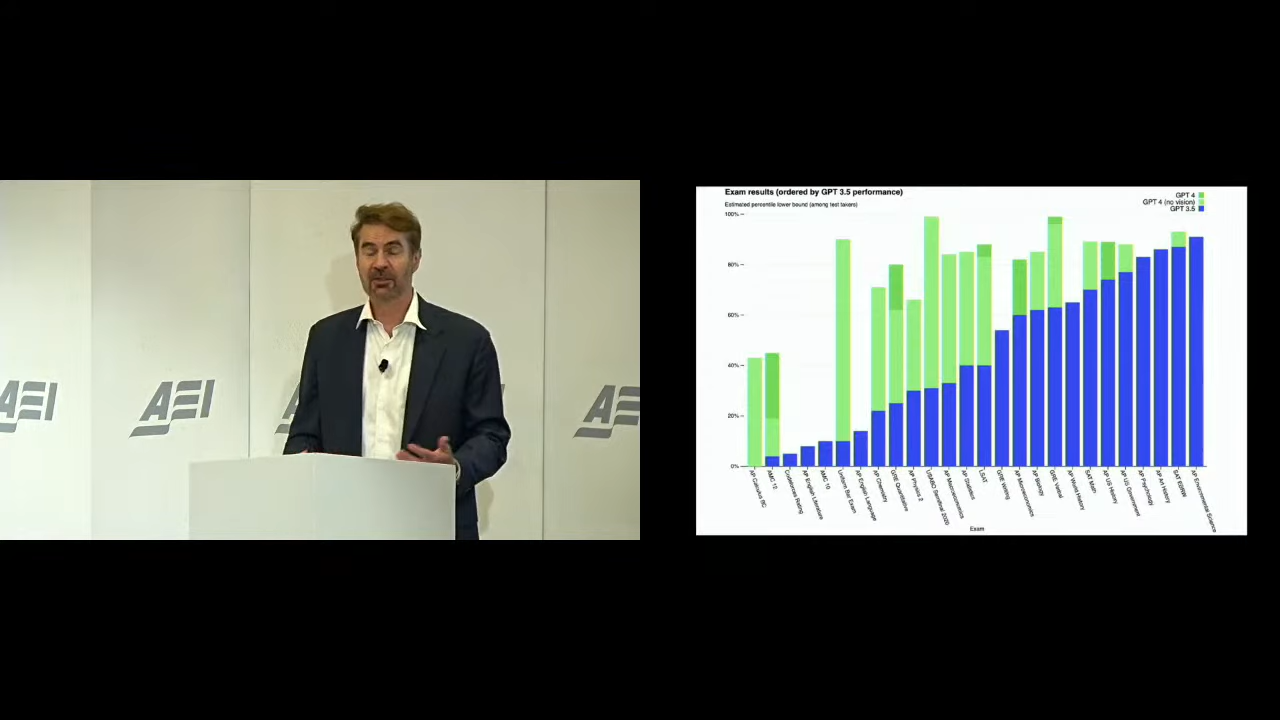 AEI
AEI
AEI
AEI
Exam results (ordered by GPT 3.5 performance)
Estimated percentile lower bound (among test takers)
GPT 4
GPT 4 (no vision)
GPT 3.5
100%
80%
60%
40%
20%
0%
AP Calculus BC
AMC 12
Codeforces Rating
AP English Literature
AMC 10
Uniform Bar Exam
AP English Language
AP Chemistry
GRE Quantitative
AP Physics 2
USABO Semifinal 2020
AP Macroeconomics
AP Statistics
LSAT
GRE Writing
AP Microeconomics
AP Biology
GRE Verbal
AP World History
SAT Math
AP US History
AP US Government
AP Psychology
AP Art History
SAT EBRW
AP Environmental Science
Exam